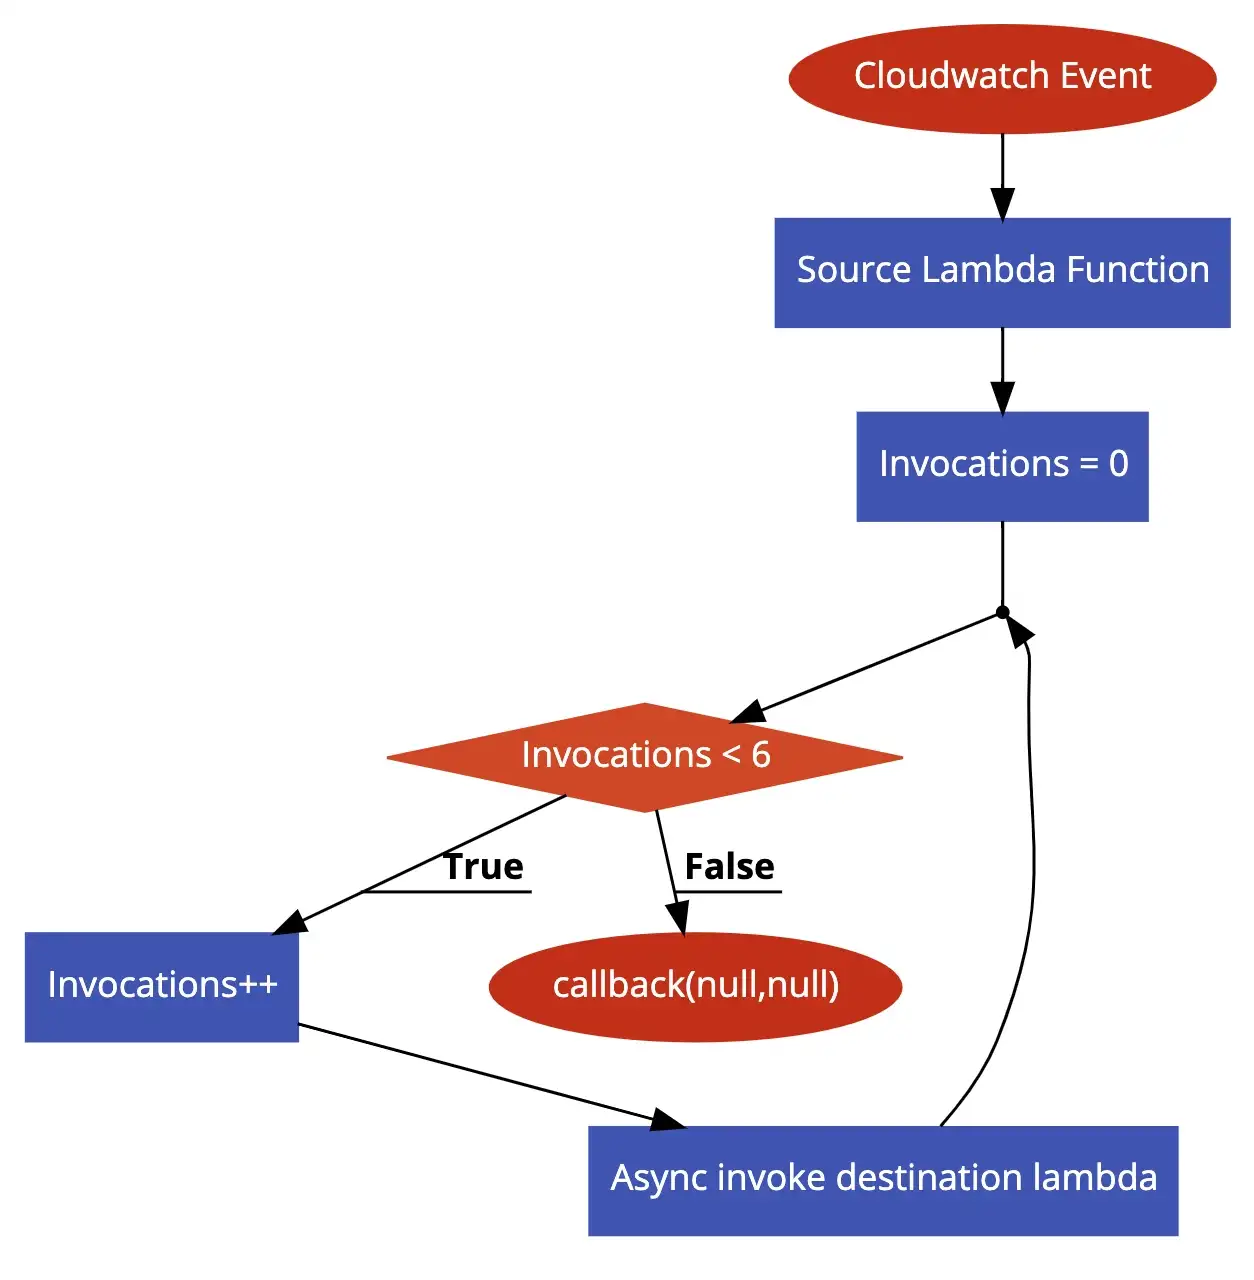 Cloudwatch Event
Source Lambda Function
Invocations = 0
Invocations < 6
True
False
Invocations++
callback(null,null)
Async invoke destination lambda